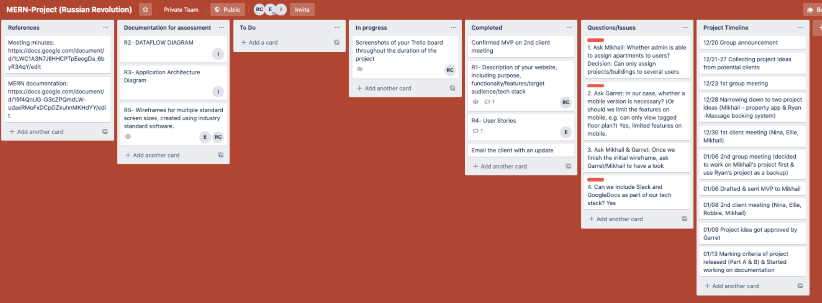 MERN-Project (Russian Revolution)
Private Team
Public
RC
E
I
Invite
References
Meeting minutes:
https://docs.google.com/document
Add another card
MERN documentation:
https://docs.google.com/document/
Documentation for assessment
R2- DATAFLOW DIAGRAM
I
R3- Application Architecture
Diagram
I
R5- Wireframes for multiple standard
screen sizes, created using industry
standard software.
E
RC
+ Add another card
To Do
+ Add a card
In progress
Screenshots of your Trello board
throughout the duration of the
project
RC
+ Add another card
Completed
Confirmed MVP on 2nd client
meeting
R1- Description of your website,
including purpose,
functionalty/features/target
audience/tech stack
1
RC
R4- User Stories
1
E
Email the client with an update
+ Add another card
Questions/Issues
1. Ask Mikhail: Whether admin is able
to assign apartments to users?
Decision: Can only assign
projects/buildings to several users
2. Ask Garret: In our case, whether a
mobile version is necessary? (Or
should we limit the features on
mobile. e.g. can only view tagged
floor plan?) Yes, limited features on
mobile.
3. Ask Mikhail & Garret: Once we
finish the initial wireframe, ask
Garret/Mikhail to have a look
4. Can we include Slack and
GoogleDocs as part of our tech
stack? Yes
+ Add another card
Project Timeline
12/20 Group announcement
12/21-27 Collecting project ideas
from potential clients
12/23 1st group meeting
12/28 Narrowing down to two project
ideas (Mikhail - property app & Ryan
-Massage booking system)
12/30 1st client meeting (Nina, Ellie,
Mikhail)
01/06 2nd group meeting (decided
to work on Mikhail's project first &
use Ryan's project as a backup)
01/06 Drafted & sent MVP to Mikhail
01/08 2nd client meeting (Nina, Ellie,
Robbie, Mikhail)
01/09 Project idea got approved by
Garret
01/13 Marking criteria of project
released (Part A & B) & Started
working on documentation
+ Add another card